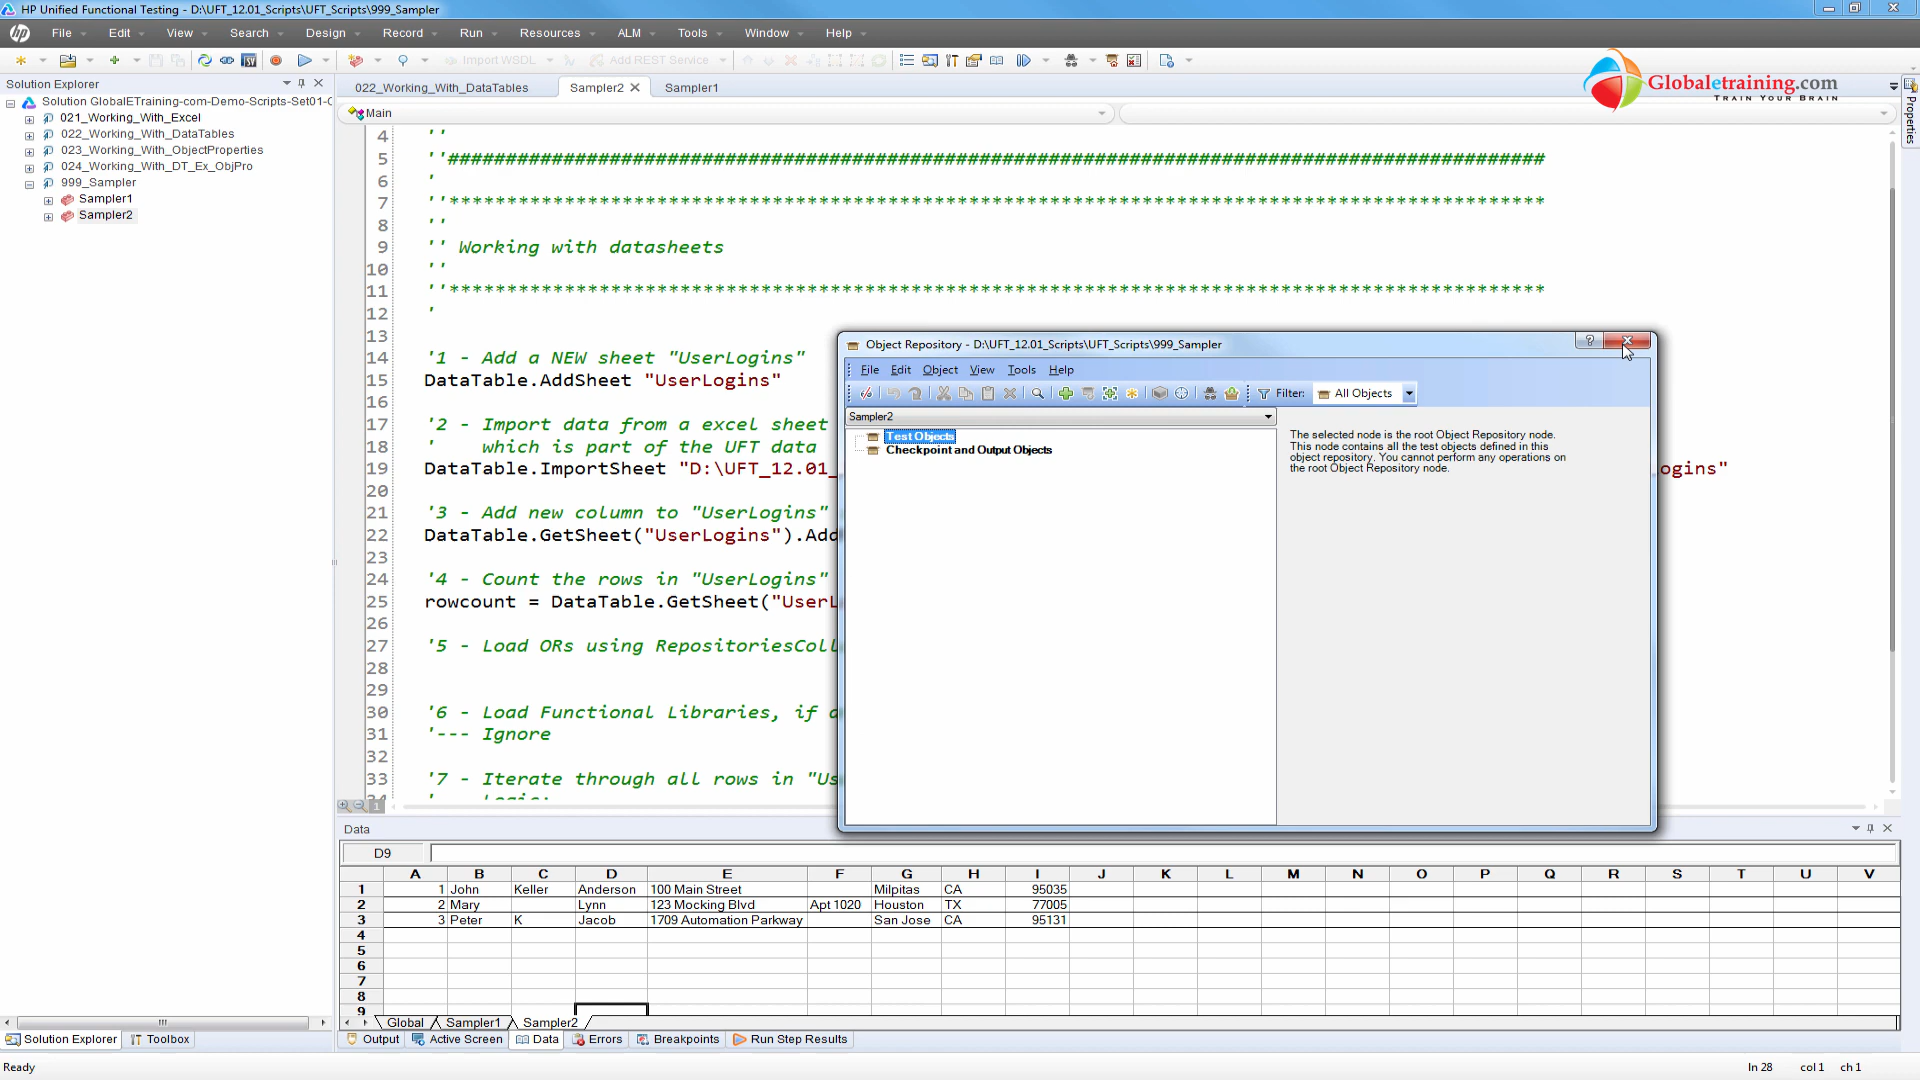 HP Unified Functional Testing - D:\UFT_12.01_Scripts\UFT_Scripts\999_Sampler
File Edit View Search Design Record Run Resources ALM Tools Window Help
Import WSDL Add REST Service
Globaletraining.com
TRAIN YOUR BRAIN
Solution Explorer
Solution GlobalETraining-com-Demo-Scripts-Set01-
021_Working_With_Excel
022_Working_With_DataTables
023_Working_With_ObjectProperties
024_Working_With_DT_Ex_ObjPro
999_Sampler
Sampler1
Sampler2
022_Working_With_DataTables Sampler2 Sampler1
Main
Properties
4 ''
5 ''
6 '
7 ''
8 ''
9 '' Working with datasheets
10 ''
11 ''
12 '
13
14 '1 - Add a NEW sheet "UserLogins"
15 DataTable.AddSheet "UserLogins"
16
17 '2 - Import data from a excel sheet
18 ' which is part of the UFT data
19 DataTable.ImportSheet "D:\UFT_12.01_ ogins"
20
21 '3 - Add new column to "UserLogins"
22 DataTable.GetSheet("UserLogins").Add
23
24 '4 - Count the rows in "UserLogins"
25 rowcount = DataTable.GetSheet("UserL
26
27 '5 - Load ORs using RepositoriesColl
28
29
30 '6 - Load Functional Libraries, if a
31 '--- Ignore
32
33 '7 - Iterate through all rows in "Us
Object Repository - D:\UFT_12.01_Scripts\UFT_Scripts\999_Sampler
File Edit Object View Tools Help
Filter: All Objects
Sampler2
Test Objects
Checkpoint and Output Objects
The selected node is the root Object Repository node.
This node contains all the test objects defined in this
object repository. You cannot perform any operations on
the root Object Repository node.
1
Data
D9
A B C D E F G H I J K L M N O P Q R S T U V
1 1 John Keller Anderson 100 Main Street Milpitas CA 95035
2 2 Mary Lynn 123 Mocking Blvd Apt 1020 Houston TX 77005
3 3 Peter K Jacob 1709 Automation Parkway San Jose CA 95131
4
5
6
7
8
9
Global Sampler1 Sampler2
Solution Explorer Toolbox
Output Active Screen Data Errors Breakpoints Run Step Results
Ready
ln 28 col 1 ch 1